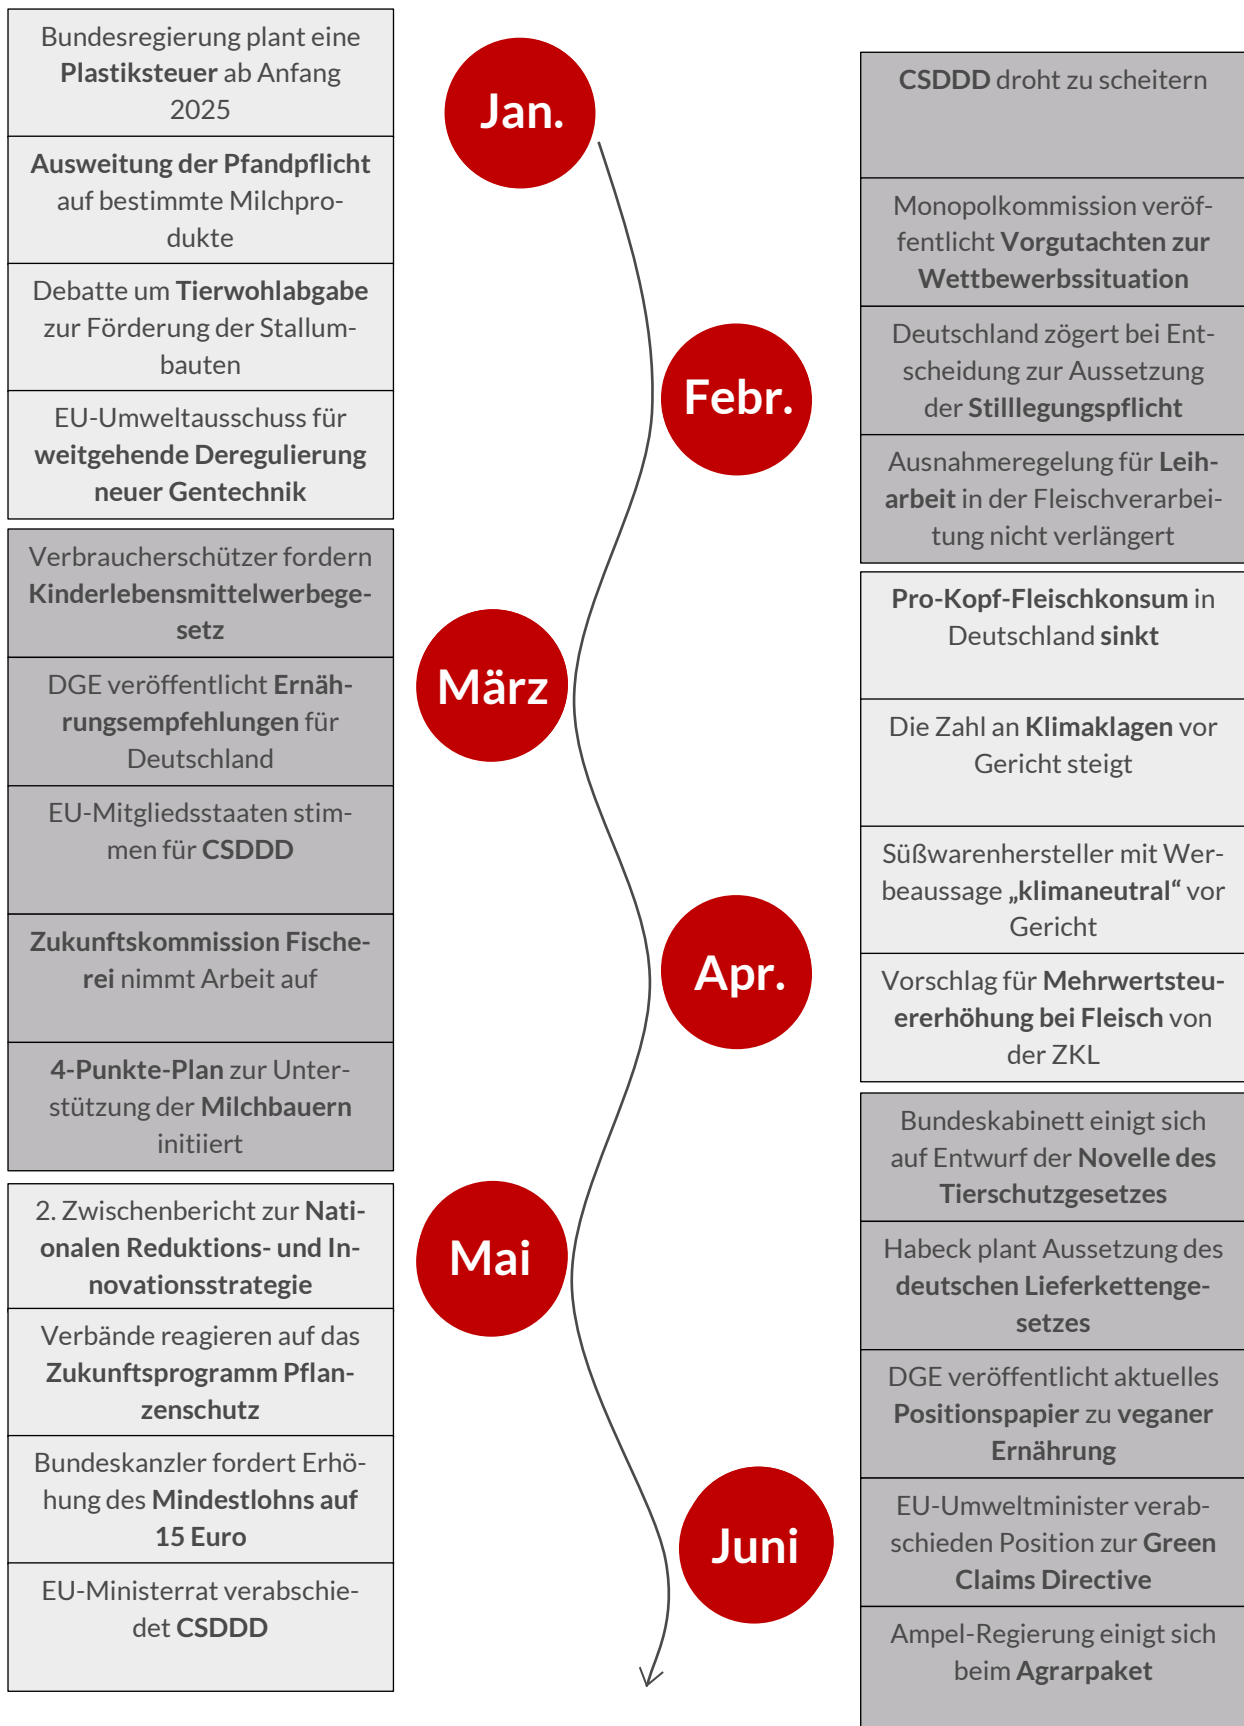 Jan.
Bundesregierung plant eine
Plastiksteuer ab Anfang
2025
Ausweitung der Pfandpflicht
auf bestimmte Milchpro-
dukte
Debatte um Tierwohlabgabe
zur Förderung der Stallum-
bauten
EU-Umweltausschuss für
weitgehende Deregulierung
neuer Gentechnik
Febr.
CSDDD droht zu scheitern
Monopolkommission veröf-
fentlicht Vorgutachten zur
Wettbewerbssituation
Deutschland zögert bei Ent-
scheidung zur Aussetzung
der Stilllegungspflicht
Ausnahmeregelung für Leih-
arbeit in der Fleischverarbei-
tung nicht verlängert
März
Verbraucherschützer fordern
Kinderlebensmittelwerbege-
setz
DGE veröffentlicht Ernäh-
rungsempfehlungen für
Deutschland
EU-Mitgliedsstaaten stim-
men für CSDDD
Zukunftskommission Fische-
rei nimmt Arbeit auf
4-Punkte-Plan zur Unter-
stützung der Milchbauern
initiiert
Apr.
Pro-Kopf-Fleischkonsum in
Deutschland sinkt
Die Zahl an Klimaklagen vor
Gericht steigt
Süßwarenhersteller mit Wer-
beaussage „klimaneutral“ vor
Gericht
Vorschlag für Mehrwertsteu-
ererhöhung bei Fleisch von
der ZKL
Mai
2. Zwischenbericht zur Nati-
onalen Reduktions- und In-
novationsstrategie
Verbände reagieren auf das
Zukunftsprogramm Pflan-
zenschutz
Bundeskanzler fordert Erhö-
hung des Mindestlohns auf
15 Euro
EU-Ministerrat verabschie-
det CSDDD
Juni
Bundeskabinett einigt sich
auf Entwurf der Novelle des
Tierschutzgesetzes
Habeck plant Aussetzung des
deutschen Lieferkettenge-
setzes
DGE veröffentlicht aktuelles
Positionspapier zu veganer
Ernährung
EU-Umweltminister verab-
schieden Position zur Green
Claims Directive
Ampel-Regierung einigt sich
beim Agrarpaket